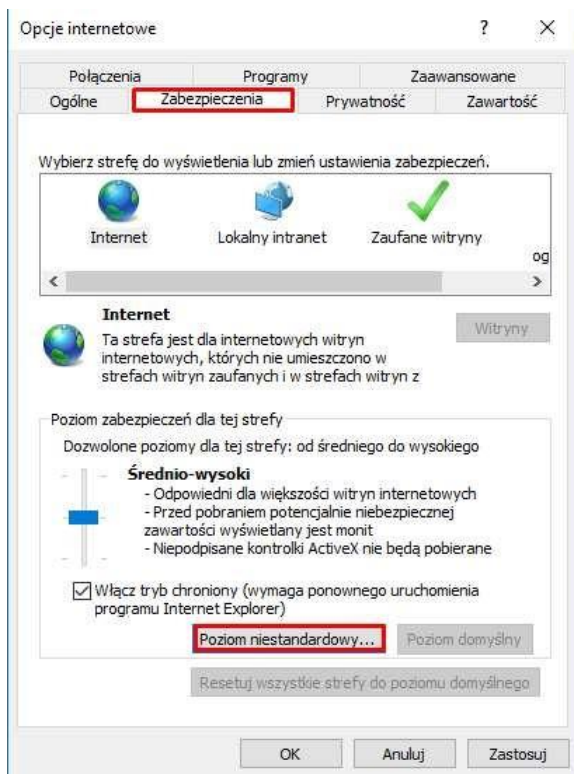 Opcje internetowe ? ×
Połączenia Programy Zaawansowane
Ogólne Zabezpieczenia Prywatność Zawartość
Wybierz strefę do wyświetlenia lub zmień ustawienia zabezpieczeń.
Internet Lokalny intranet Zaufane witryny
og
Internet
Witryny
Ta strefa jest dla internetowych witryn
internetowych, których nie umieszczono w
strefach witryn zaufanych i w strefach witryn z
Poziom zabezpieczeń dla tej strefy
Dozwolone poziomy dla tej strefy: od średniego do wysokiego
Średnio-wysoki
- Odpowiedni dla większości witryn internetowych
- Przed pobraniem potencjalnie niebezpiecznej
zawartości wyświetlany jest monit
- Niepodpisane kontrolki ActiveX nie będą pobierane
Włącz tryb chroniony (wymaga ponownego uruchomienia
programu Internet Explorer)
Poziom niestandardowy... Poziom domyślny
Resetuj wszystkie strefy do poziomu domyślnego
OK Anuluj Zastosuj